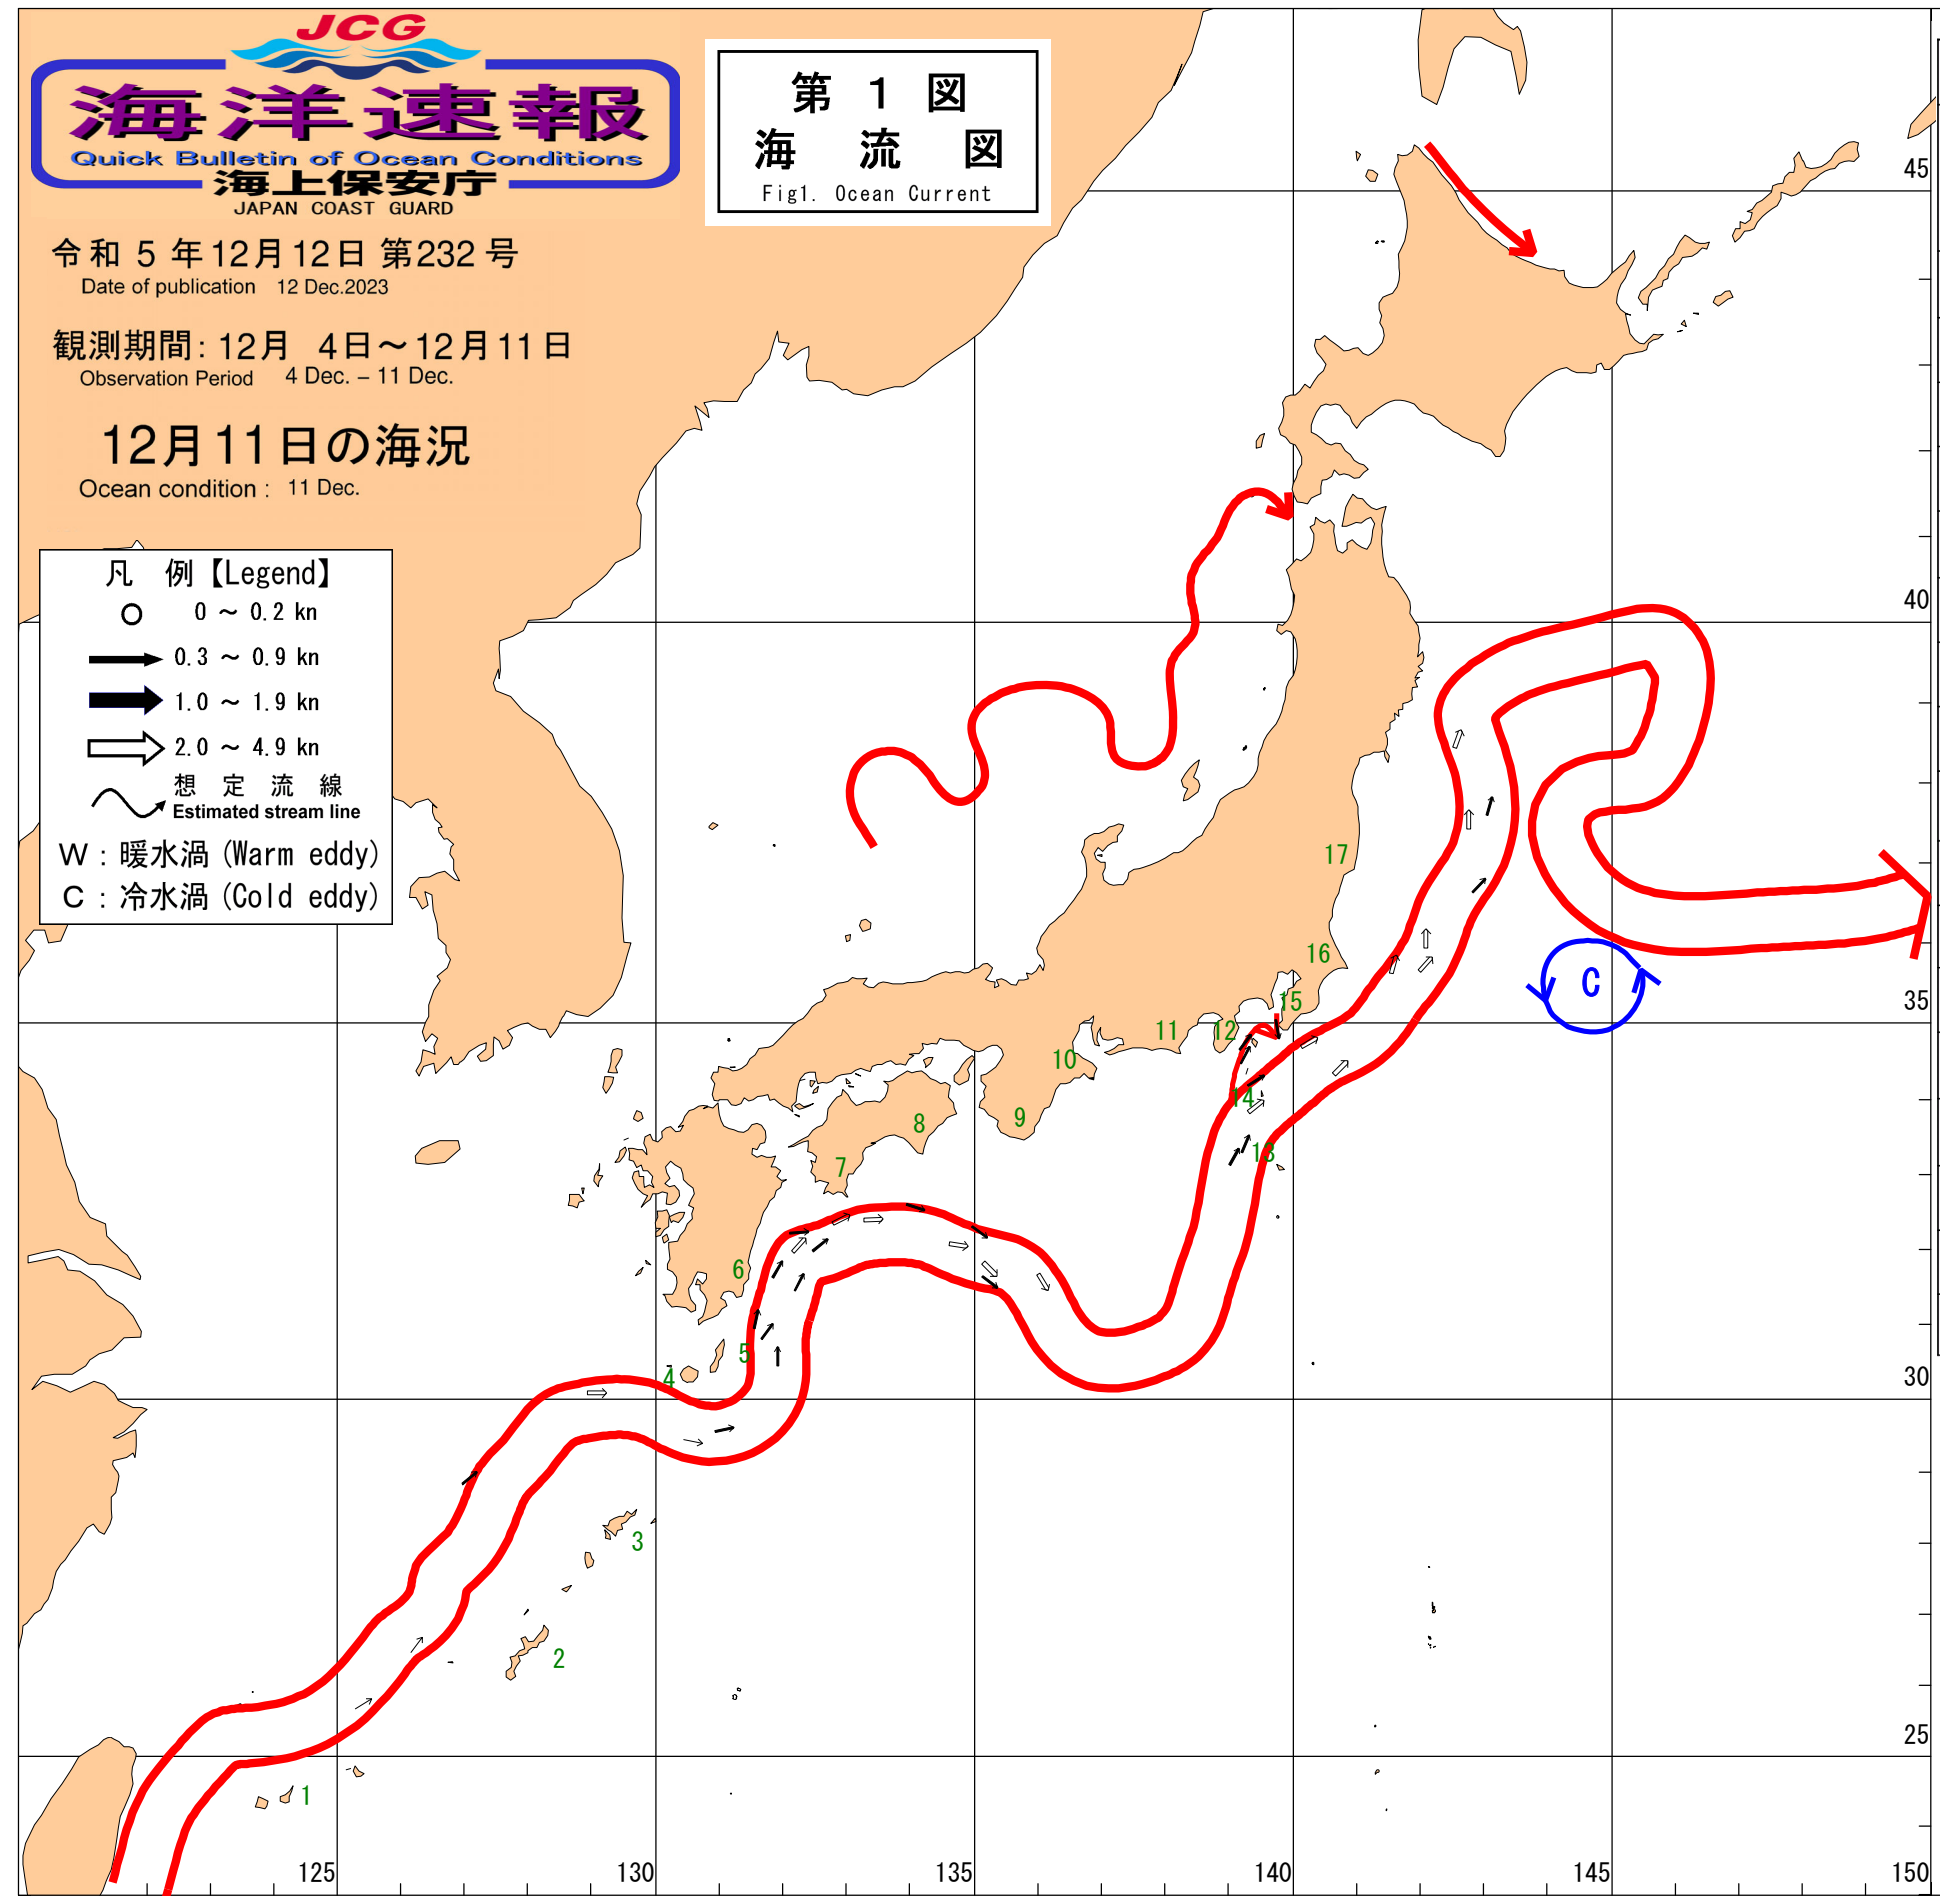 JCG
海洋速報
Quick Bulletin of Ocean Conditions
海上保安庁
JAPAN COAST GUARD
令和 5 年12月12日 第232号
Date of publication 12 Dec.2023
観測期間: 12月 4日～12月11日
Observation Period 4 Dec. – 11 Dec.
12月11日の海況
Ocean condition : 11 Dec.
第 1 図
海 流 図
Fig1. Ocean Current
凡 例【Legend】
0 ～ 0.2 kn
0.3 ～ 0.9 kn
1.0 ～ 1.9 kn
2.0 ～ 4.9 kn
想 定 流 線
Estimated stream line
W : 暖水渦 (Warm eddy)
C : 冷水渦 (Cold eddy)
45
40
17
16
C
35
15
12
11
10
14
9
8
13
7
6
5
4
30
3
2
25
1
125
130
135
140
145
150